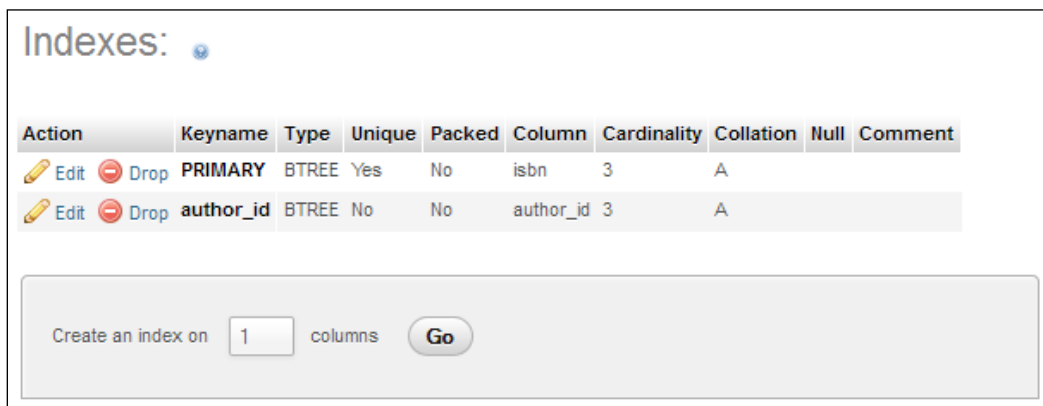 Indexes:
Action Keyname Type Unique Packed Column Cardinality Collation Null Comment
Edit Drop PRIMARY BTREE Yes No isbn 3 A
Edit Drop author_id BTREE No No author_id 3 A
Create an index on 1 columns Go